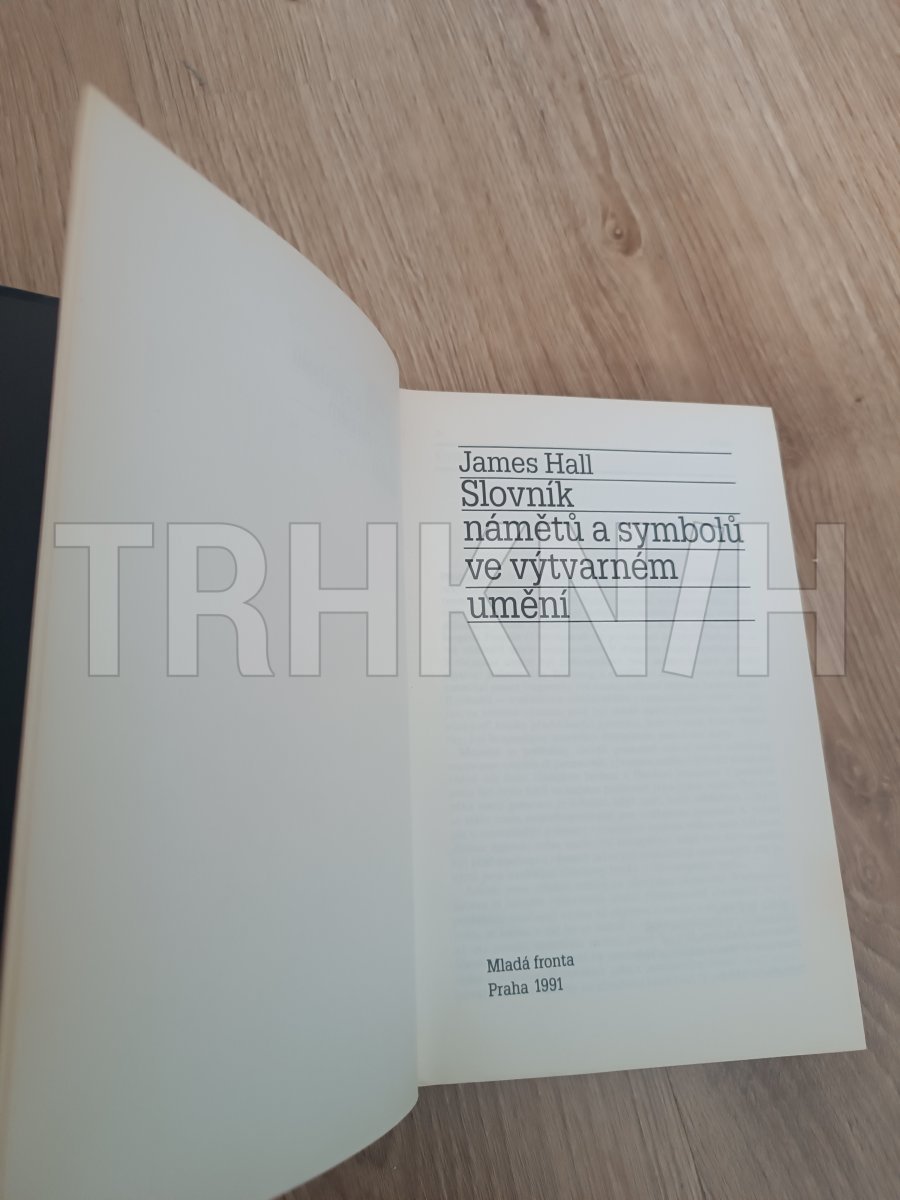 James Hall
Slovník
námětů a symbolů
ve výtvarném
umění
TRHKNIH
Mladá fronta
Praha 1991